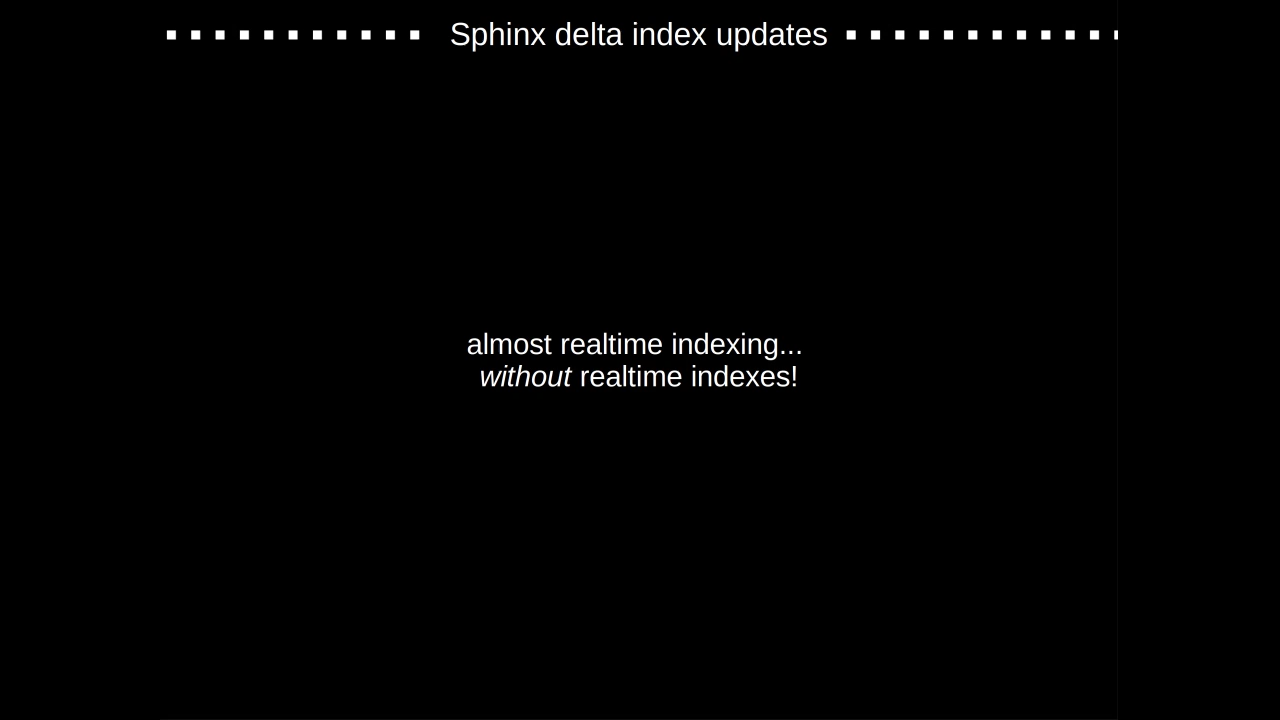 Sphinx delta index updates
almost realtime indexing...
without realtime indexes!